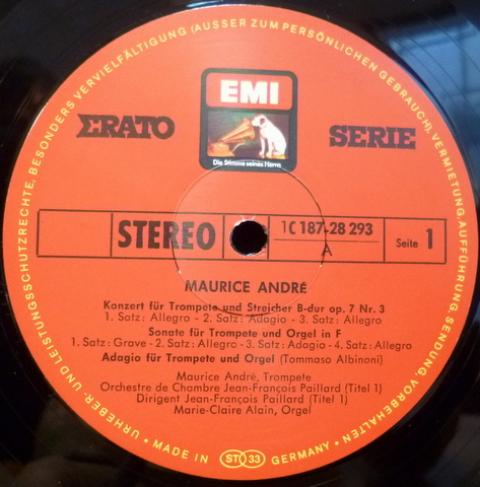 EMI
Die Stimme seines Herrn
ERATO
SERIE
STEREO
1C 187-28 293
A
Seite 1
MAURICE ANDRÉ
Konzert für Trompete und Streicher B-dur op. 7 Nr. 3
1. Satz: Allegro - 2. Satz: Adagio - 3. Satz: Allegro
Sonate für Trompete und Orgel in F
1. Satz: Grave - 2. Satz: Allegro - 3. Satz: Adagio - 4. Satz: Allegro
Adagio für Trompete und Orgel (Tommaso Albinoni)
Maurice André, Trompete
Orchestre de Chambre Jean-François Paillard (Titel 1)
Dirigent Jean-François Paillard (Titel 1)
Marie-Claire Alain, Orgel
URHEBER- UND LEISTUNGSSCHUTZRECHTE, BESONDERS VERVIELFÄLTIGUNG (AUSSER ZUM PERSÖNLICHEN GEBRAUCH), VERMIETUNG, AUFFÜHRUNG, SENDUNG, VORBEHALTEN
MADE IN GERMANY
ST 33